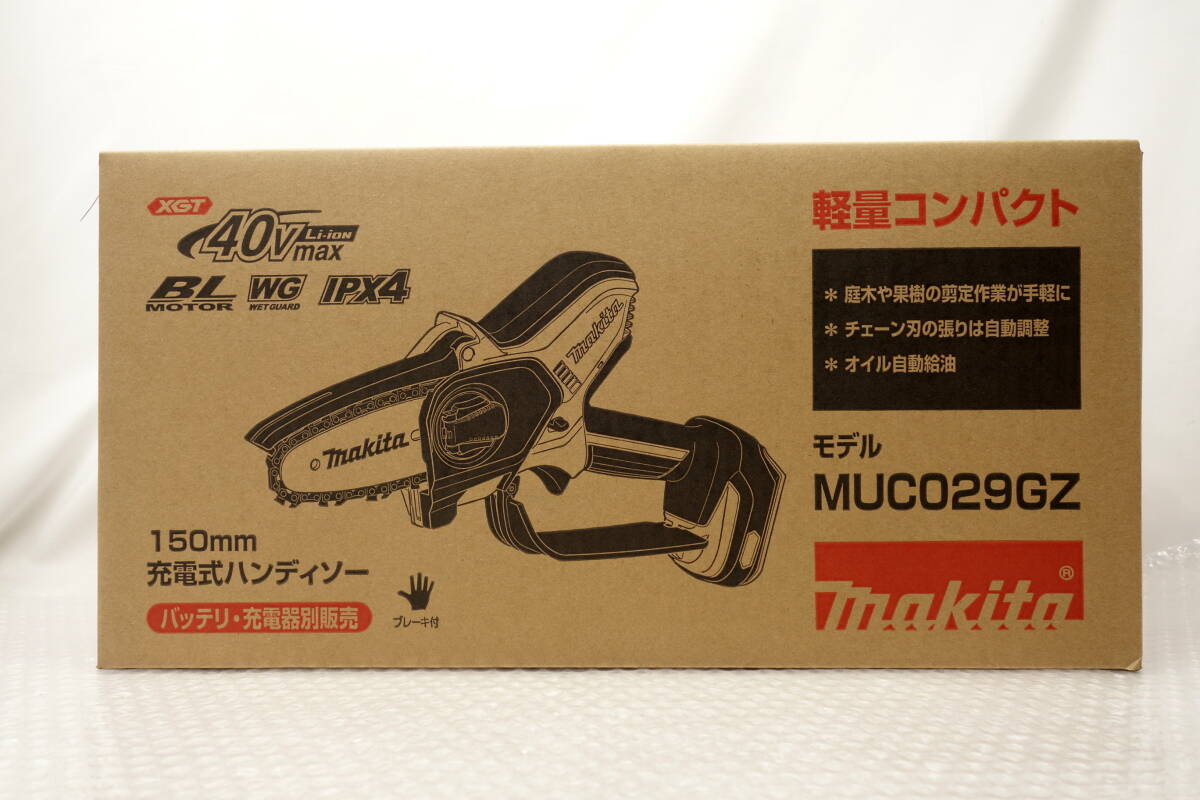 XGT
40Vmax Li-ion
BL MOTOR
WG WET GUARD
IPX4
makita
makita
150mm
充電式ハンディソー
バッテリ・充電器別販売
ブレーキ付
軽量コンパクト
＊ 庭木や果樹の剪定作業が手軽に
＊ チェーン刃の張りは自動調整
＊ オイル自動給油
モデル
MUC029GZ
makita®